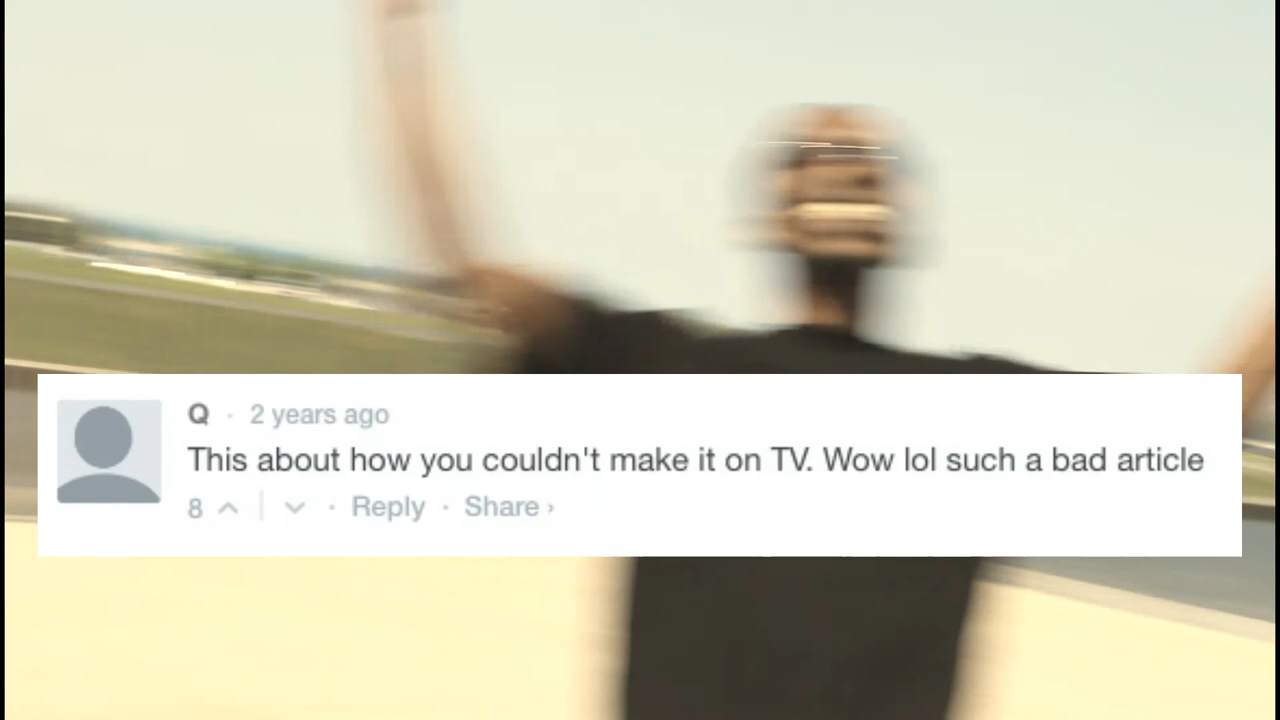 Q · 2 years ago
This about how you couldn't make it on TV. Wow lol such a bad article
8 · Reply · Share ›